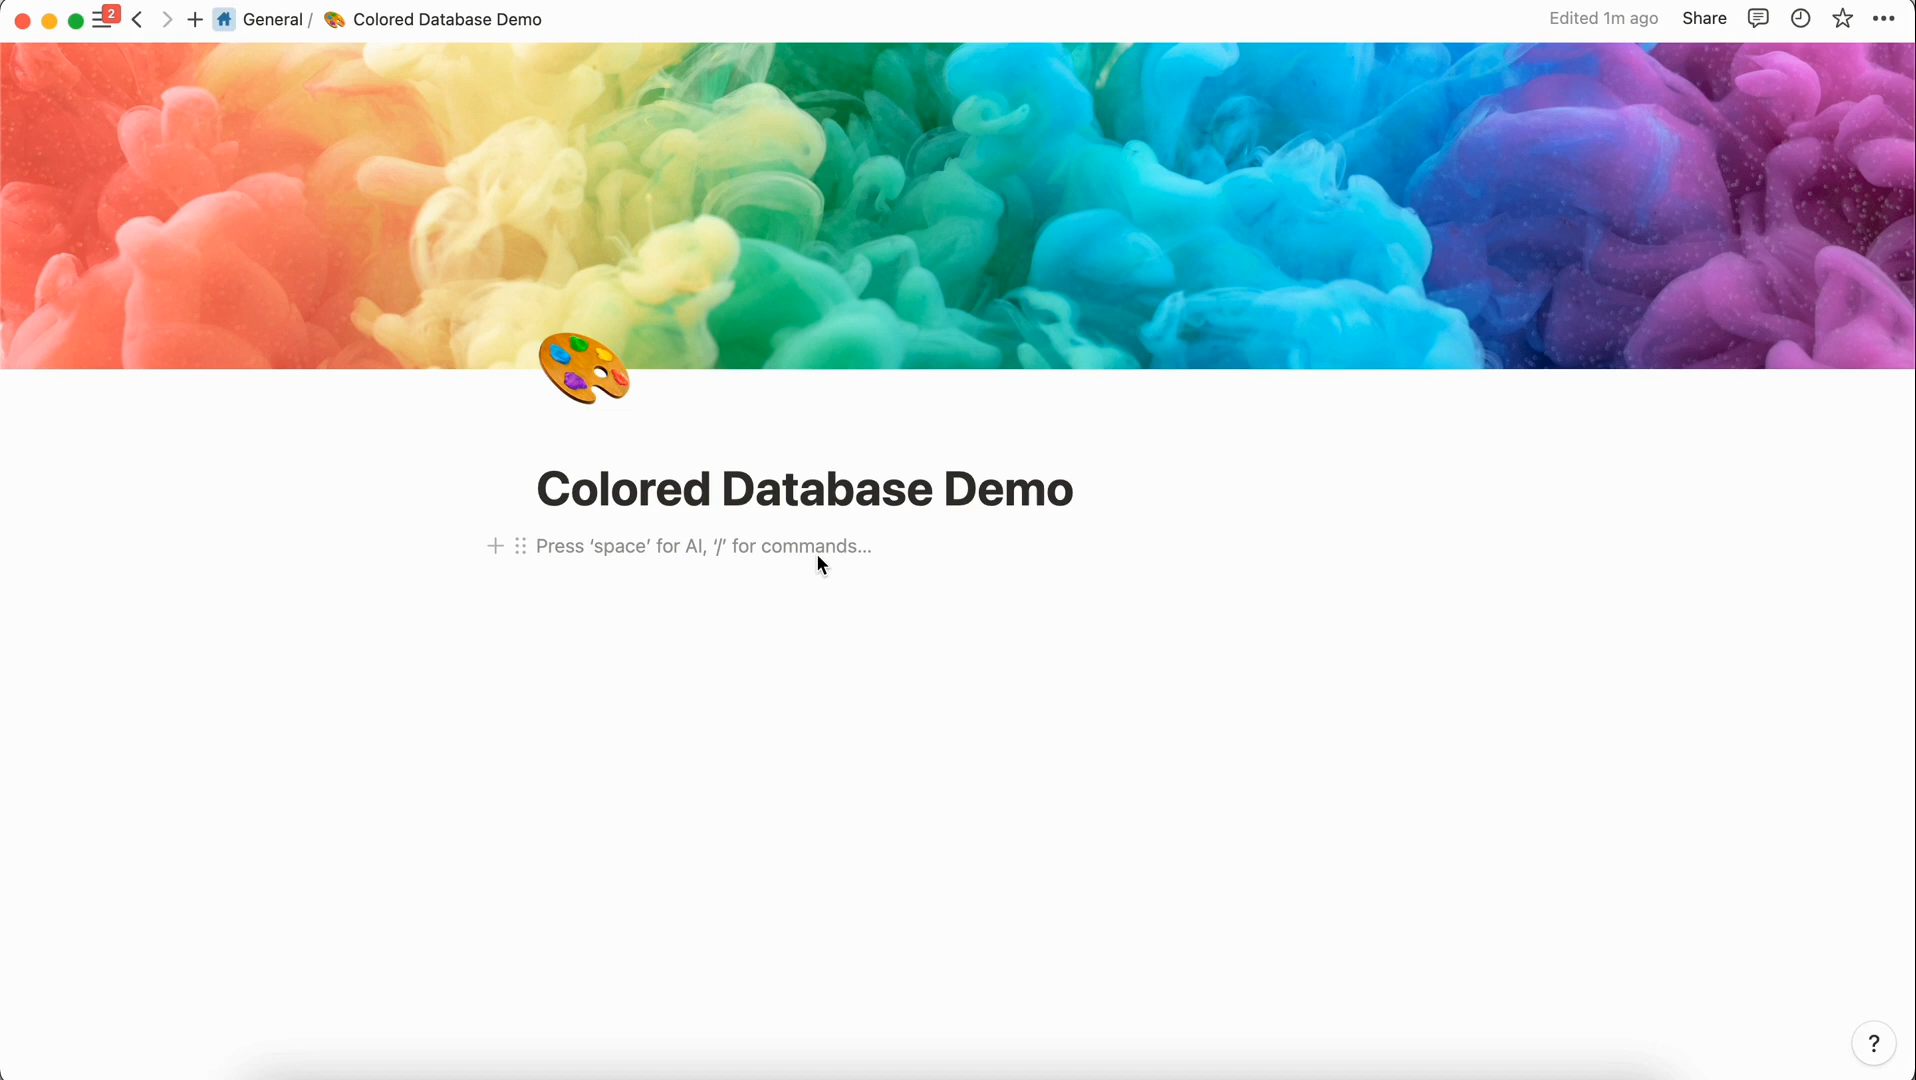 2
General / Colored Database Demo
Edited 1m ago
Share
Colored Database Demo
Press ‘space’ for AI, ‘/’ for commands...
?